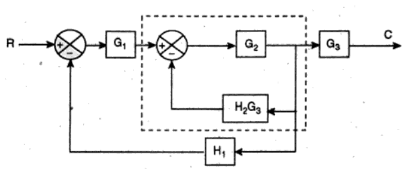 R + − G₁ + − G₂ G₃ C
H₂G₃
H₁